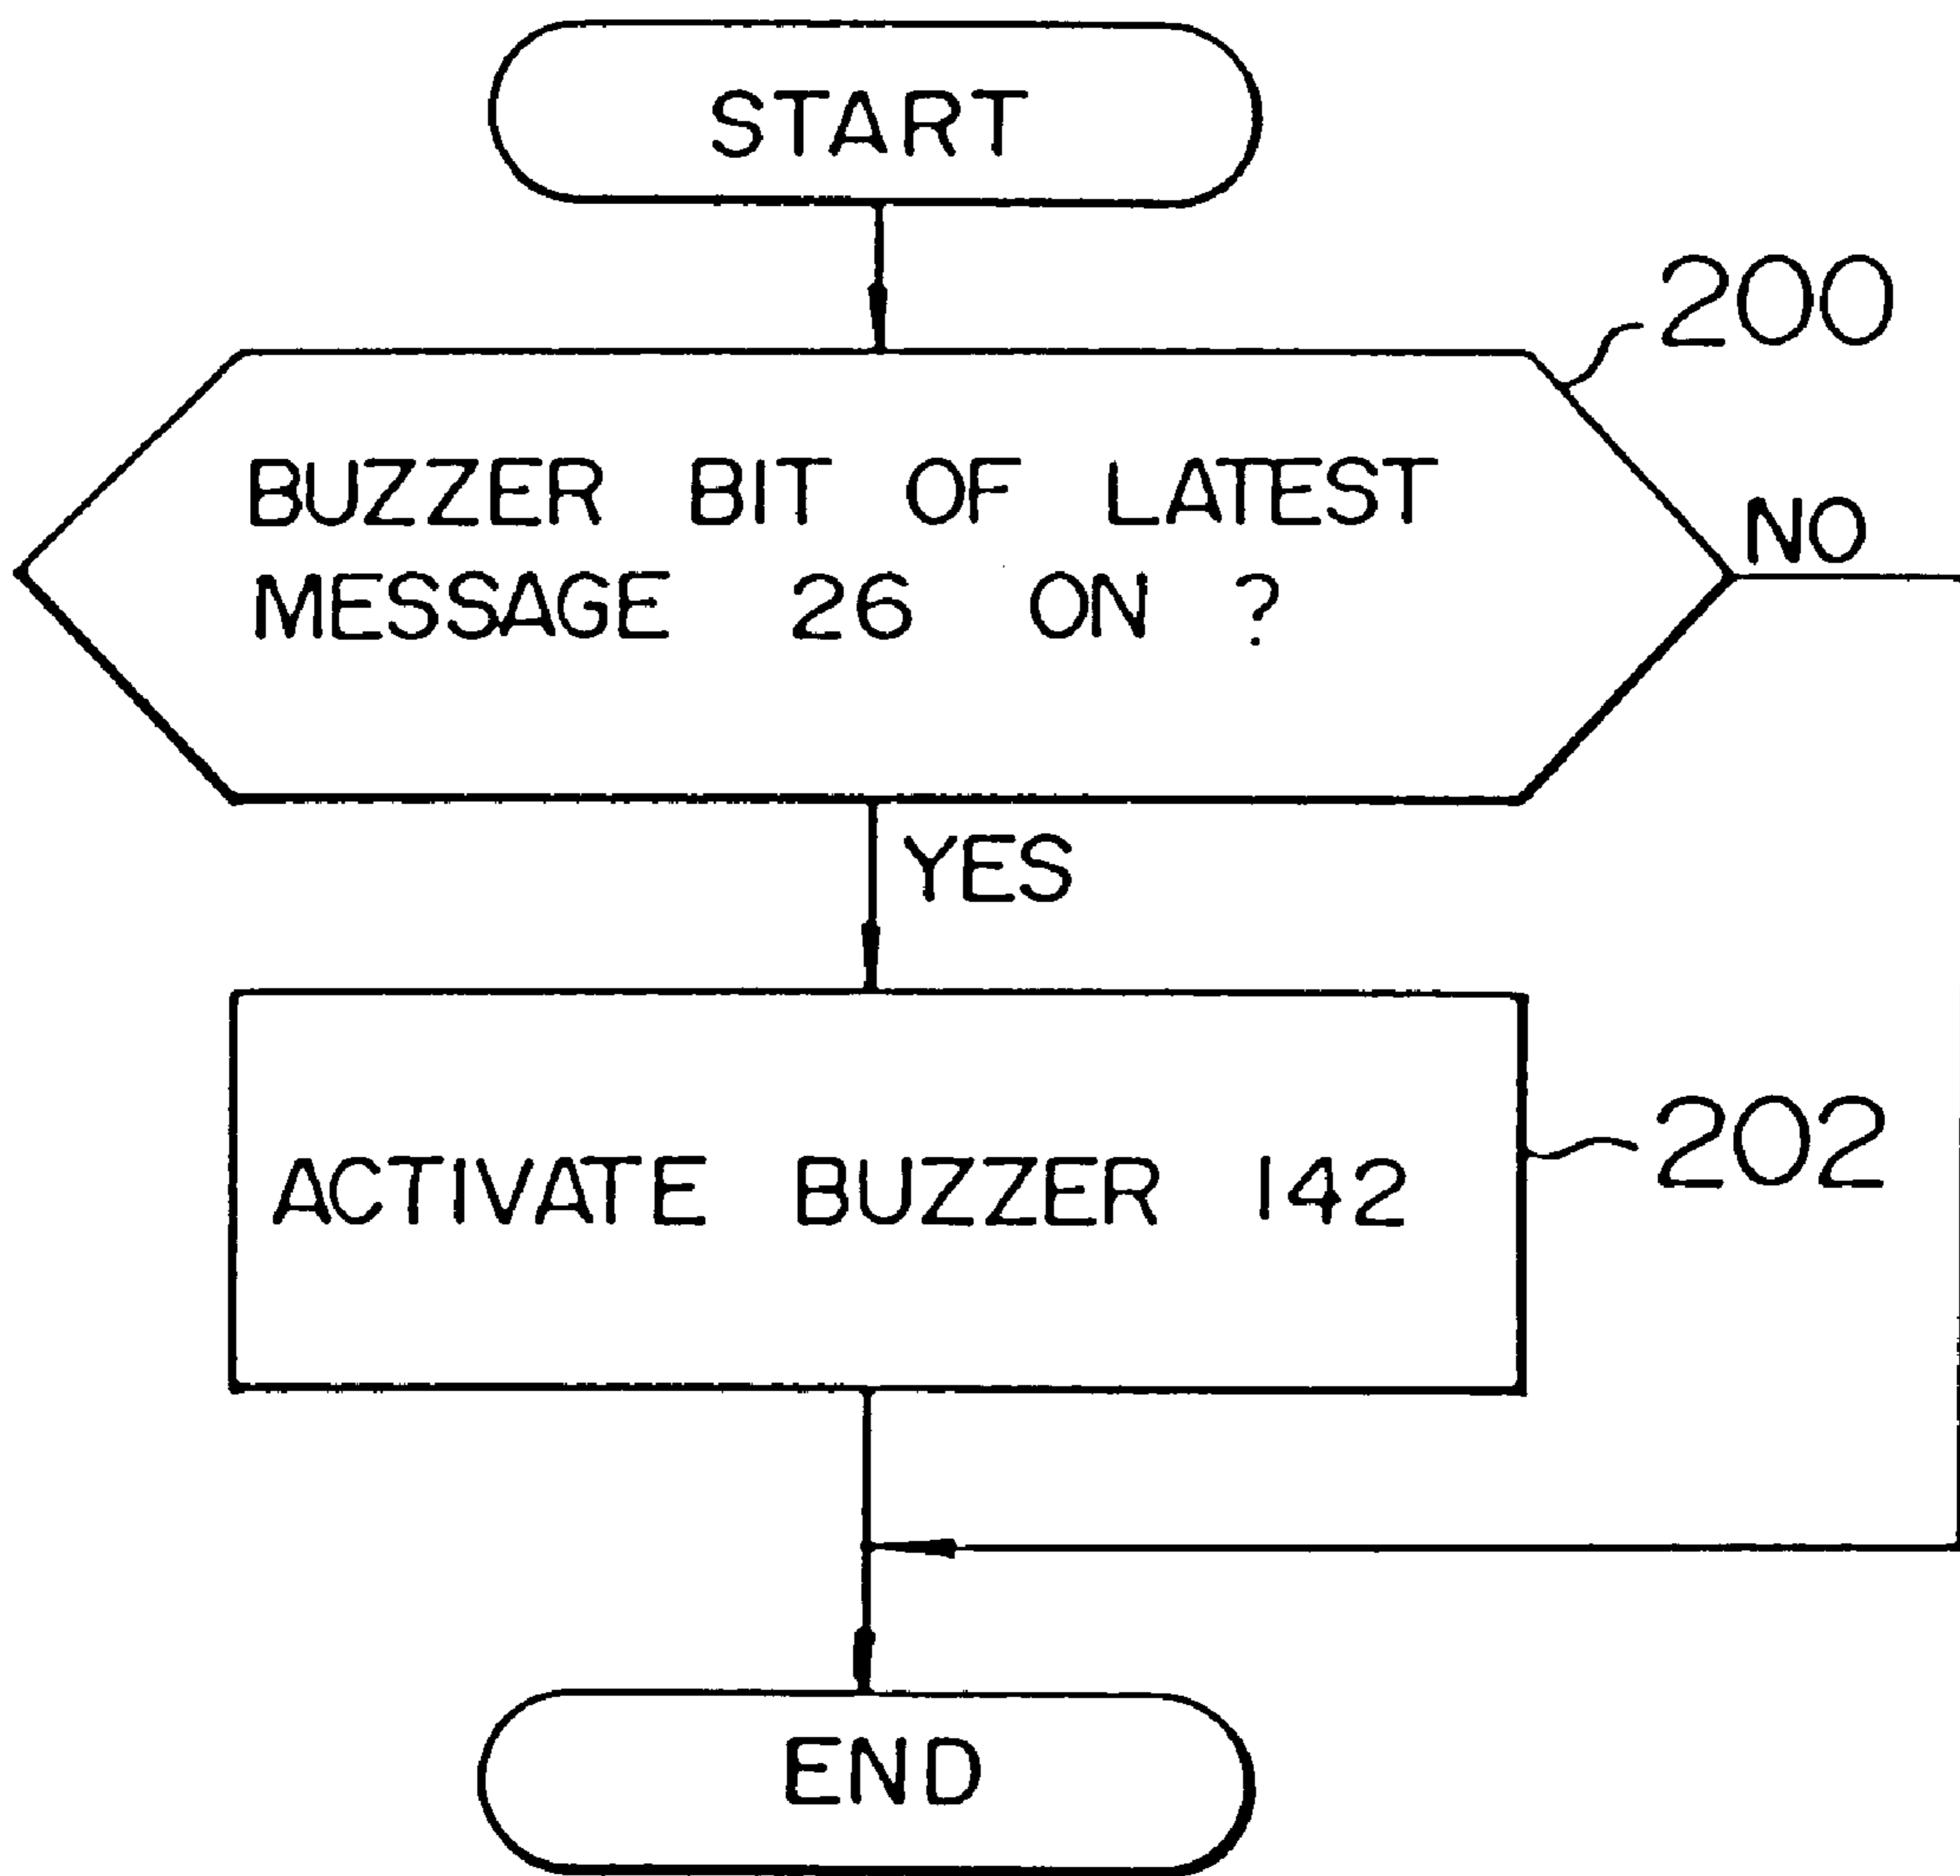 START
200
BUZZER BIT OF LATEST
MESSAGE 26 ON ?
NO
YES
ACTIVATE BUZZER 142
202
END